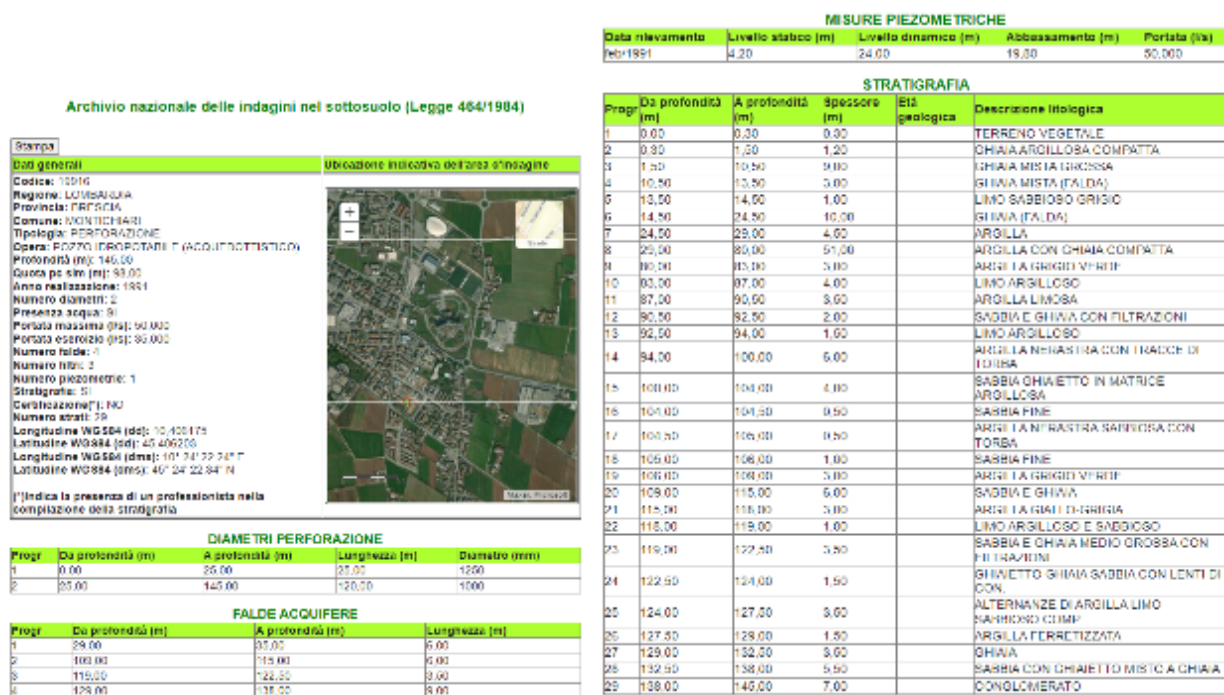 Archivio nazionale delle indagini nel sottosuolo (Legge 464/1984)
Stampa
Dati generali Ubicazione indicativa dell'area d'indagine
Codice:
Regione: LOMBARDIA
Provincia: BRESCIA
Comune: MONTICHIARI
Tipologia: PERFORAZIONE
Opera: POZZO IDROPOTABILE (ACQUEDOTTISTICO)
Profondità (m): 145,00
Quota pc slm (m): 98,00
Anno realizzazione: 1991
Numero diametri: 2
Presenza acqua: SI
Portata massima (l/s): 50,000
Portata esercizio (l/s): 35,000
Numero falde: 4
Numero filtri: 3
Numero piezometrie: 1
Stratigrafia: SI
Certificazione(*): NO
Numero strati: 29
Longitudine WGS84 (dd):
Latitudine WGS84 (dd): 45,406203
Longitudine WGS84 (dms): 10° 24' 22.24" E
Latitudine WGS84 (dms): 45° 24' 22.34" N
(*)Indica la presenza di un professionista nella
compilazione della stratigrafia
+
−
DIAMETRI PERFORAZIONE
Progr Da profondità (m) A profondità (m) Lunghezza (m) Diametro (mm)
1 0,00 25,00 25,00 1250
2 25,00 145,00 120,00 1000
FALDE ACQUIFERE
Progr Da profondità (m) A profondità (m) Lunghezza (m)
1 29,00 35,00 6,00
2 109,00 115,00 6,00
3 119,00 122,50 3,50
4 129,00 138,00 9,00
MISURE PIEZOMETRICHE
Data rilevamento Livello statico (m) Livello dinamico (m) Abbassamento (m) Portata (l/s)
feb/1991 4,20 24,00 19,80 50,000
STRATIGRAFIA
Progr Da profondità (m) A profondità (m) Spessore (m) Età geologica Descrizione litologica
1 0,00 0,30 0,30 TERRENO VEGETALE
2 0,30 1,50 1,20 GHIAIA ARGILLOSA COMPATTA
3 1,50 10,50 9,00 GHIAIA MISTA GROSSA
4 10,50 13,50 3,00 GHIAIA MISTA (FALDA)
5 13,50 14,50 1,00 LIMO SABBIOSO GRIGIO
6 14,50 24,50 10,00 GHIAIA (FALDA)
7 24,50 29,00 4,50 ARGILLA
8 29,00 80,00 51,00 ARGILLA CON GHIAIA COMPATTA
9 80,00 83,00 3,00 ARGILLA GRIGIO VERDE
10 83,00 87,00 4,00 LIMO ARGILLOSO
11 87,00 90,50 3,50 ARGILLA LIMOSA
12 90,50 92,50 2,00 SABBIA E GHIAIA CON FILTRAZIONI
13 92,50 94,00 1,50 LIMO ARGILLOSO
14 94,00 100,00 6,00 ARGILLA NERASTRA CON TRACCE DI
TORBA
15 100,00 104,00 4,00 SABBIA GHIAIETTO IN MATRICE
ARGILLOSA
16 104,00 104,50 0,50 SABBIA FINE
17 104,50 105,00 0,50 ARGILLA NERASTRA SABBIOSA CON
TORBA
18 105,00 106,00 1,00 SABBIA FINE
19 106,00 109,00 3,00 ARGILLA GRIGIO VERDE
20 109,00 115,00 6,00 SABBIA E GHIAIA
21 115,00 118,00 3,00 ARGILLA GIALLO-GRIGIA
22 118,00 119,00 1,00 LIMO ARGILLOSO E SABBIOSO
23 119,00 122,50 3,50 SABBIA E GHIAIA MEDIO GROSSA CON
FILTRAZIONI
24 122,50 124,00 1,50 GHIAIETTO GHIAIA SABBIA CON LENTI DI
CON.
25 124,00 127,50 3,50 ALTERNANZE DI ARGILLA LIMO
SABBIOSO COMP
26 127,50 129,00 1,50 ARGILLA FERRETIZZATA
27 129,00 132,50 3,50 GHIAIA
28 132,50 138,00 5,50 SABBIA CON GHIAIETTO MISTO A GHIAIA
29 138,00 145,00 7,00 CONGLOMERATO